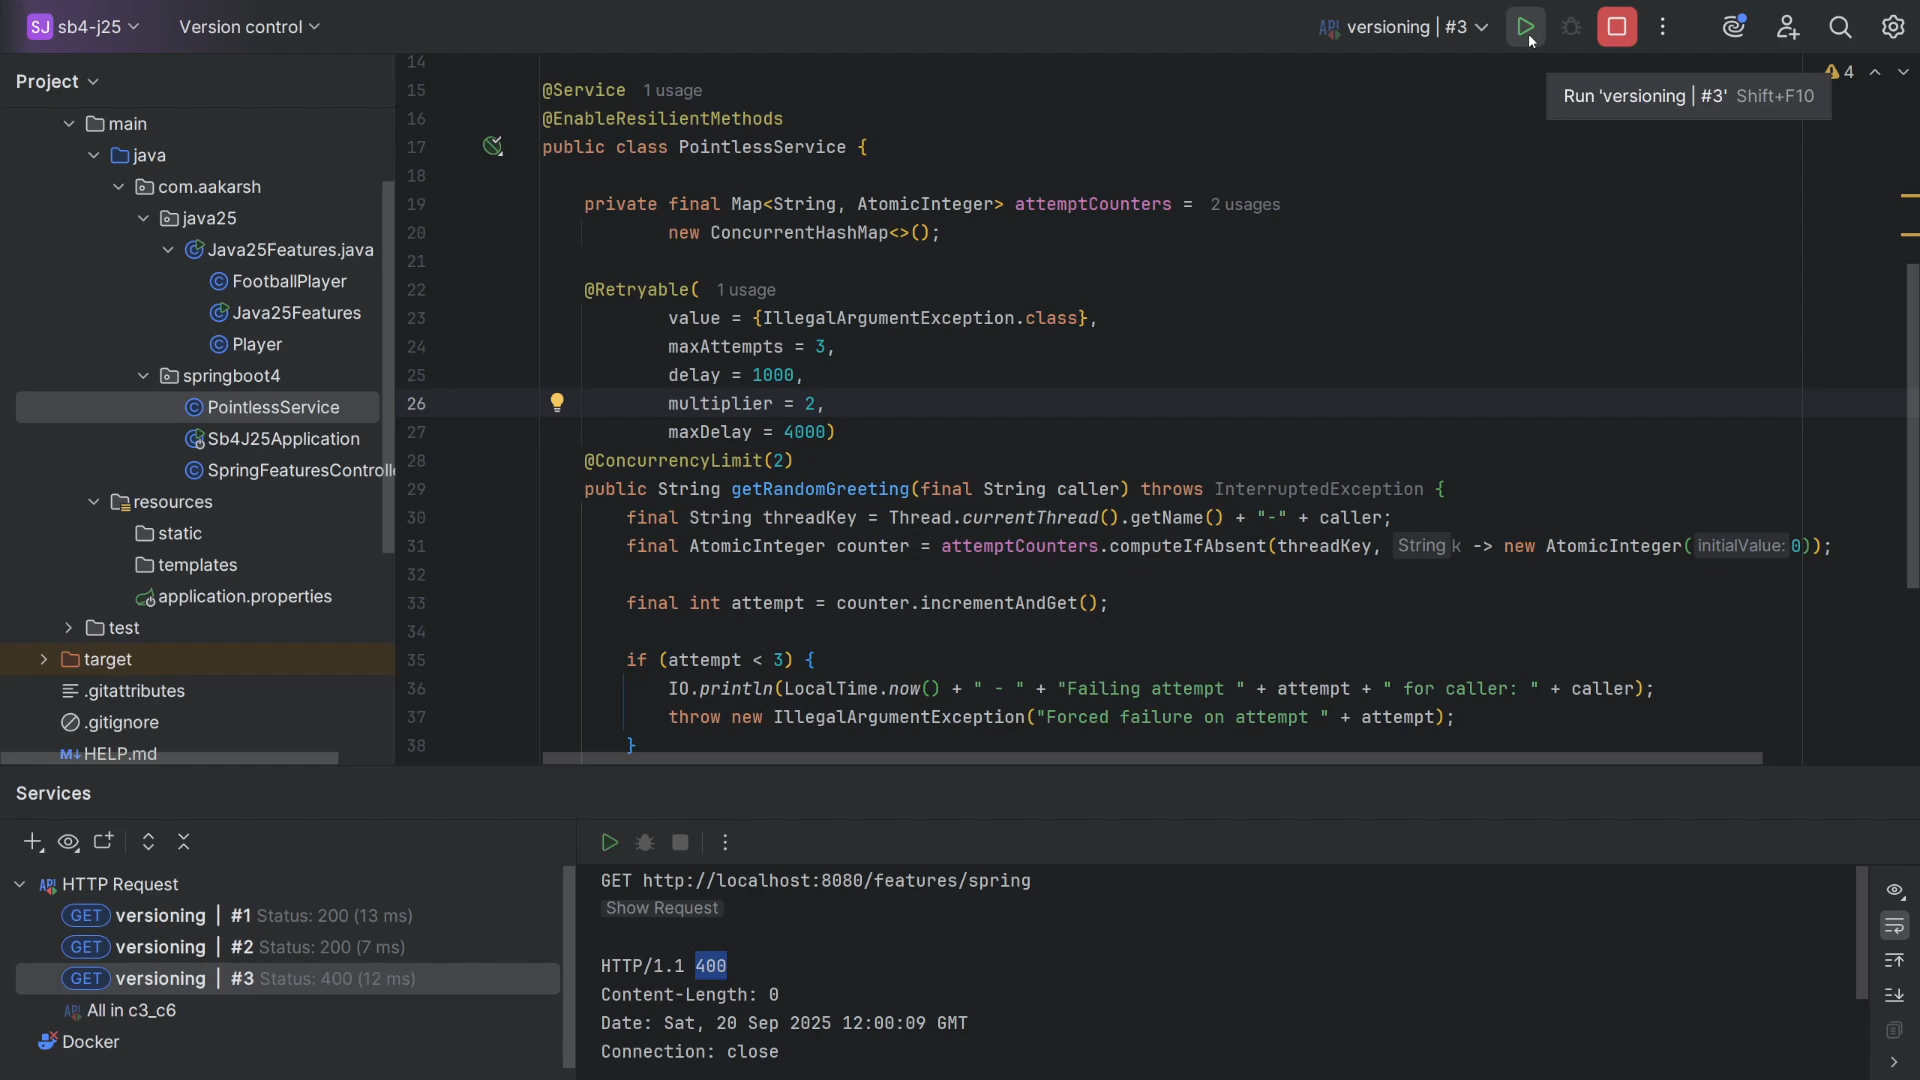 SJ sb4-j25 Version control API versioning | #3
Project
4
Run 'versioning | #3' Shift+F10
main
java
com.aakarsh
java25
Java25Features.java
FootballPlayer
Java25Features
Player
springboot4
PointlessService
Sb4J25Application
SpringFeaturesControlle
resources
static
templates
application.properties
test
target
.gitattributes
.gitignore
M↓ HELP.md
14
15 @Service 1 usage
16 @EnableResilientMethods
17 public class PointlessService {
18
19 private final Map<String, AtomicInteger> attemptCounters = 2 usages
20 new ConcurrentHashMap<>();
21
22 @Retryable( 1 usage
23 value = {IllegalArgumentException.class},
24 maxAttempts = 3,
25 delay = 1000,
26 multiplier = 2,
27 maxDelay = 4000)
28 @ConcurrencyLimit(2)
29 public String getRandomGreeting(final String caller) throws InterruptedException {
30 final String threadKey = Thread.currentThread().getName() + "-" + caller;
31 final AtomicInteger counter = attemptCounters.computeIfAbsent(threadKey, String k -> new AtomicInteger( initialValue: 0));
32
33 final int attempt = counter.incrementAndGet();
34
35 if (attempt < 3) {
36 IO.println(LocalTime.now() + " - " + "Failing attempt " + attempt + " for caller: " + caller);
37 throw new IllegalArgumentException("Forced failure on attempt " + attempt);
38 }
Services
API HTTP Request
GET versioning | #1 Status: 200 (13 ms)
GET versioning | #2 Status: 200 (7 ms)
GET versioning | #3 Status: 400 (12 ms)
API All in c3_c6
Docker
GET http://localhost:8080/features/spring
Show Request
HTTP/1.1 400
Content-Length: 0
Date: Sat, 20 Sep 2025 12:00:09 GMT
Connection: close